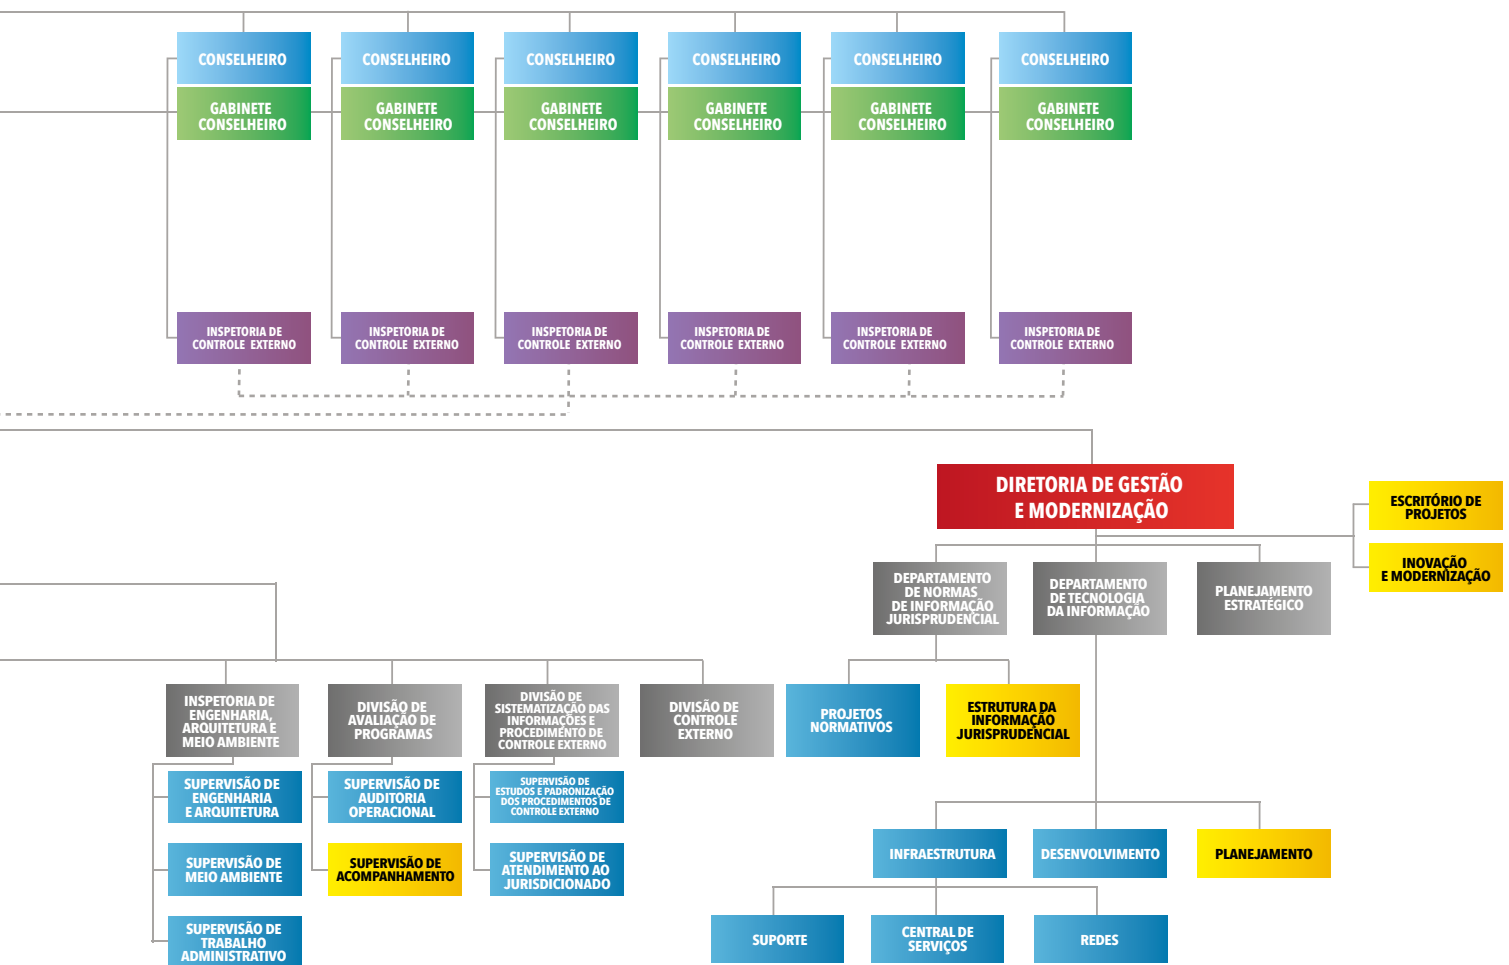 CONSELHEIRO
CONSELHEIRO
CONSELHEIRO
CONSELHEIRO
CONSELHEIRO
CONSELHEIRO
GABINETE
CONSELHEIRO
GABINETE
CONSELHEIRO
GABINETE
CONSELHEIRO
GABINETE
CONSELHEIRO
GABINETE
CONSELHEIRO
GABINETE
CONSELHEIRO
INSPETORIA DE
CONTROLE EXTERNO
INSPETORIA DE
CONTROLE EXTERNO
INSPETORIA DE
CONTROLE EXTERNO
INSPETORIA DE
CONTROLE EXTERNO
INSPETORIA DE
CONTROLE EXTERNO
INSPETORIA DE
CONTROLE EXTERNO
DIRETORIA DE GESTÃO
E MODERNIZAÇÃO
ESCRITÓRIO DE
PROJETOS
INOVAÇÃO
E MODERNIZAÇÃO
DEPARTAMENTO
DE NORMAS
DE INFORMAÇÃO
JURISPRUDENCIAL
DEPARTAMENTO
DE TECNOLOGIA
DA INFORMAÇÃO
PLANEJAMENTO
ESTRATÉGICO
INSPETORIA DE
ENGENHARIA,
ARQUITETURA E
MEIO AMBIENTE
DIVISÃO DE
AVALIAÇÃO DE
PROGRAMAS
DIVISÃO DE
SISTEMATIZAÇÃO DAS
INFORMAÇÕES E
PROCEDIMENTO DE
CONTROLE EXTERNO
DIVISÃO DE
CONTROLE
EXTERNO
PROJETOS
NORMATIVOS
ESTRUTURA DA
INFORMAÇÃO
JURISPRUDENCIAL
SUPERVISÃO DE
ENGENHARIA
E ARQUITETURA
SUPERVISÃO DE
AUDITORIA
OPERACIONAL
SUPERVISÃO DE
ESTUDOS E PADRONIZAÇÃO
DOS PROCEDIMENTOS DE
CONTROLE EXTERNO
SUPERVISÃO DE
MEIO AMBIENTE
SUPERVISÃO DE
ACOMPANHAMENTO
SUPERVISÃO DE
ATENDIMENTO AO
JURISDICIONADO
INFRAESTRUTURA
DESENVOLVIMENTO
PLANEJAMENTO
SUPERVISÃO DE
TRABALHO
ADMINISTRATIVO
SUPORTE
CENTRAL DE
SERVIÇOS
REDES